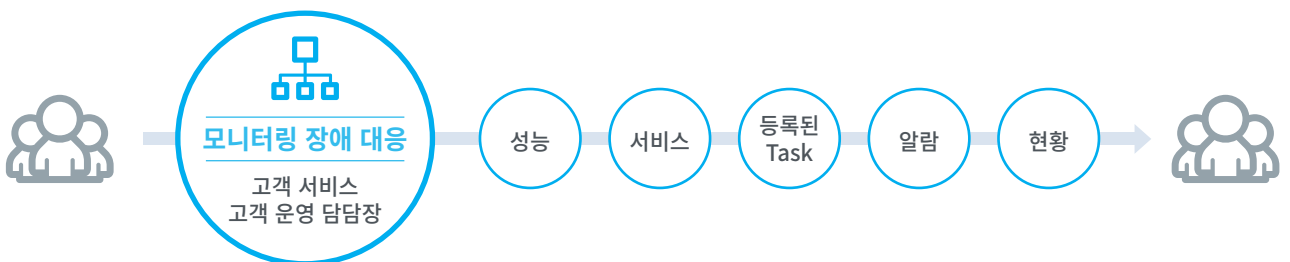 모니터링 장애 대응
고객 서비스
고객 운영 담담장
성능
서비스
등록된
Task
알람
현황